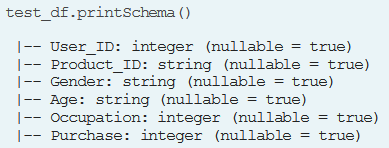 test_df.printSchema()
|-- User_ID: integer (nullable = true)
|-- Product_ID: string (nullable = true)
|-- Gender: string (nullable = true)
|-- Age: string (nullable = true)
|-- Occupation: integer (nullable = true)
|-- Purchase: integer (nullable = true)